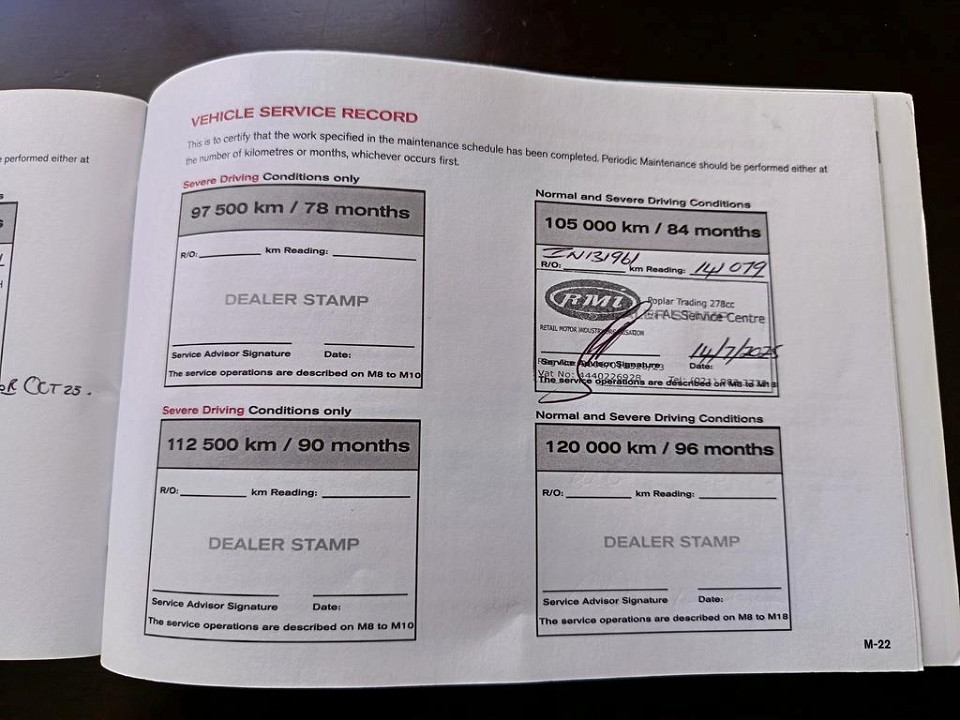 performed either at
OCT 25.
VEHICLE SERVICE RECORD
This is to certify that the work specified in the maintenance schedule has been completed. Periodic Maintenance should be performed either at
the number of kilometres or months, whichever occurs first.
Severe Driving Conditions only
97 500 km / 78 months
R/O: km Reading:
DEALER STAMP
Service Advisor Signature Date:
The service operations are described on M8 to M10
Normal and Severe Driving Conditions
105 000 km / 84 months
IN131961
R/O: km Reading: 141 079
RMI
Poplar Trading 278cc
Service Centre
RETAIL MOTOR INDUSTRY ORGANISATION
14/7/2025
Service Advisor Signature Date:
Vat No: 4440226928 Tel:
The service operations are described on M8 to M18
Severe Driving Conditions only
112 500 km / 90 months
R/O: km Reading:
DEALER STAMP
Service Advisor Signature Date:
The service operations are described on M8 to M10
Normal and Severe Driving Conditions
120 000 km / 96 months
R/O: km Reading:
DEALER STAMP
Service Advisor Signature Date:
The service operations are described on M8 to M18
M-22